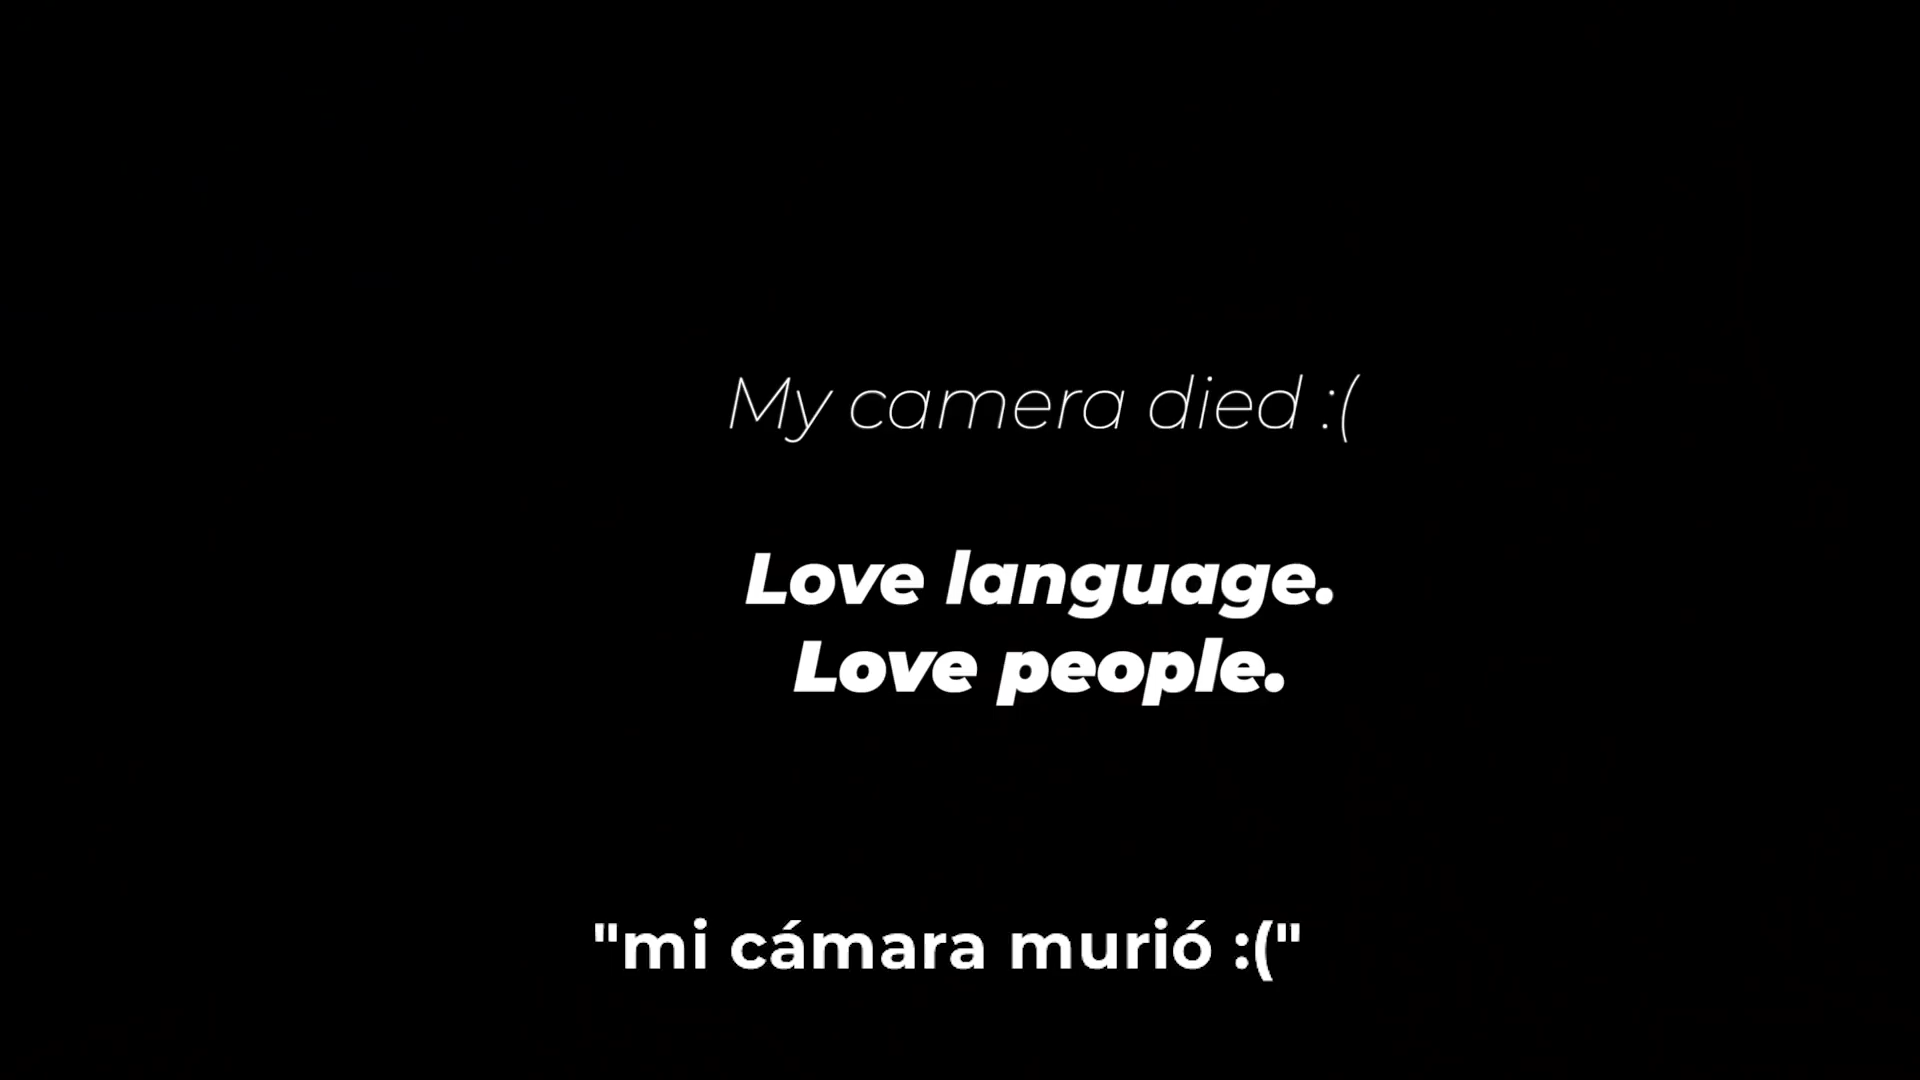 My camera died :(
Love language.
Love people.
"mi cámara murió :("